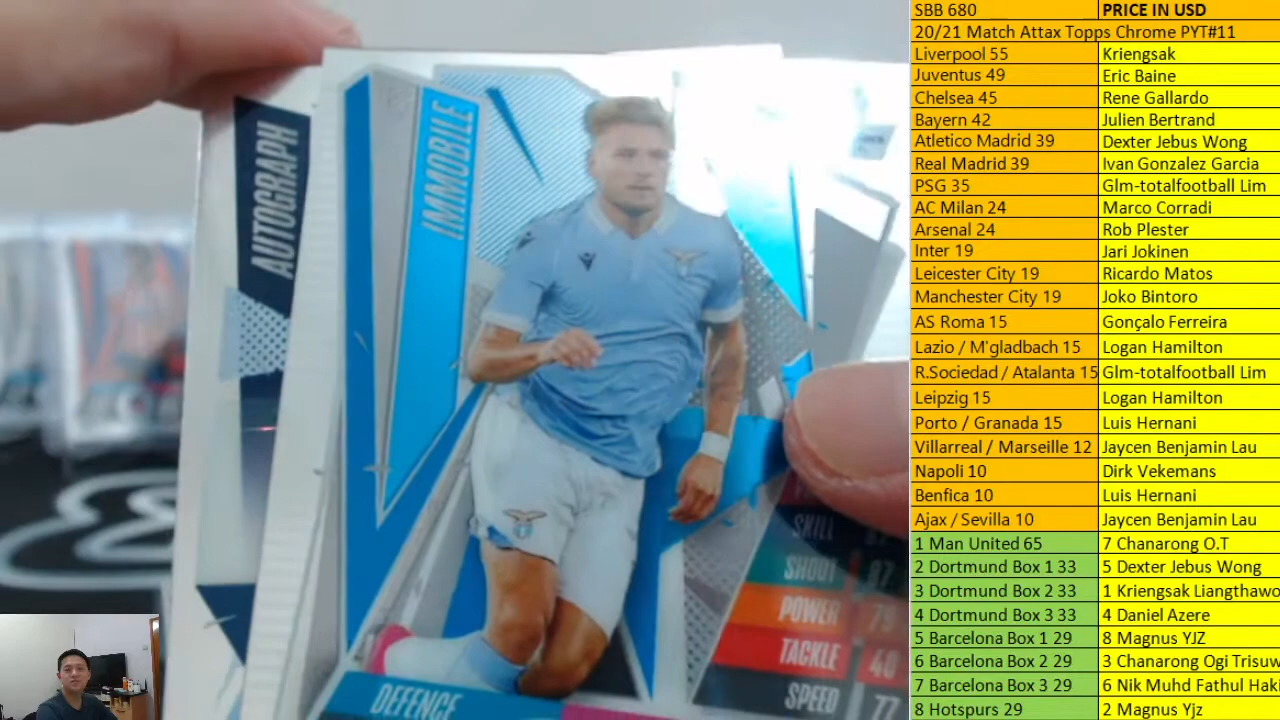 AUTOGRAPH
IMMOBILE
SKILL
SHOOT 87
POWER 79
TACKLE 40
SPEED 77
DEFENCE
SBB 680 PRICE IN USD
20/21 Match Attax Topps Chrome PYT#11
Liverpool 55 Kriengsak
Juventus 49 Eric Baine
Chelsea 45 Rene Gallardo
Bayern 42 Julien Bertrand
Atletico Madrid 39 Dexter Jebus Wong
Real Madrid 39 Ivan Gonzalez Garcia
PSG 35 Glm-totalfootball Lim
AC Milan 24 Marco Corradi
Arsenal 24 Rob Plester
Inter 19 Jari Jokinen
Leicester City 19 Ricardo Matos
Manchester City 19 Joko Bintoro
AS Roma 15 Gonçalo Ferreira
Lazio / M'gladbach 15 Logan Hamilton
R.Sociedad / Atalanta 15 Glm-totalfootball Lim
Leipzig 15 Logan Hamilton
Porto / Granada 15 Luis Hernani
Villarreal / Marseille 12 Jaycen Benjamin Lau
Napoli 10 Dirk Vekemans
Benfica 10 Luis Hernani
Ajax / Sevilla 10 Jaycen Benjamin Lau
1 Man United 65 7 Chanarong O.T
2 Dortmund Box 1 33 5 Dexter Jebus Wong
3 Dortmund Box 2 33 1 Kriengsak Liangthawo
4 Dortmund Box 3 33 4 Daniel Azere
5 Barcelona Box 1 29 8 Magnus YJZ
6 Barcelona Box 2 29 3 Chanarong Ogi Trisuw
7 Barcelona Box 3 29 6 Nik Muhd Fathul Haki
8 Hotspurs 29 2 Magnus Yjz